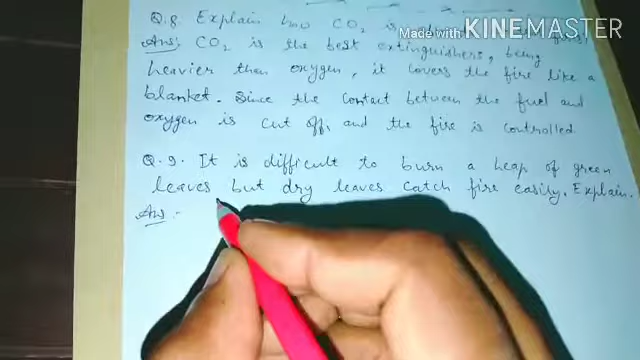 Made with KINEMASTER
Q.8. Explain how CO2 is
Ans: CO2 is the best extinguishers, being
heavier than oxygen, it covers the fire like a
blanket. Since the contact between the fuel and
oxygen is cut off, and the fire is controlled
Q.9. It is difficult to burn a heap of green
leaves but dry leaves catch fire easily. Explain.
Ans:-